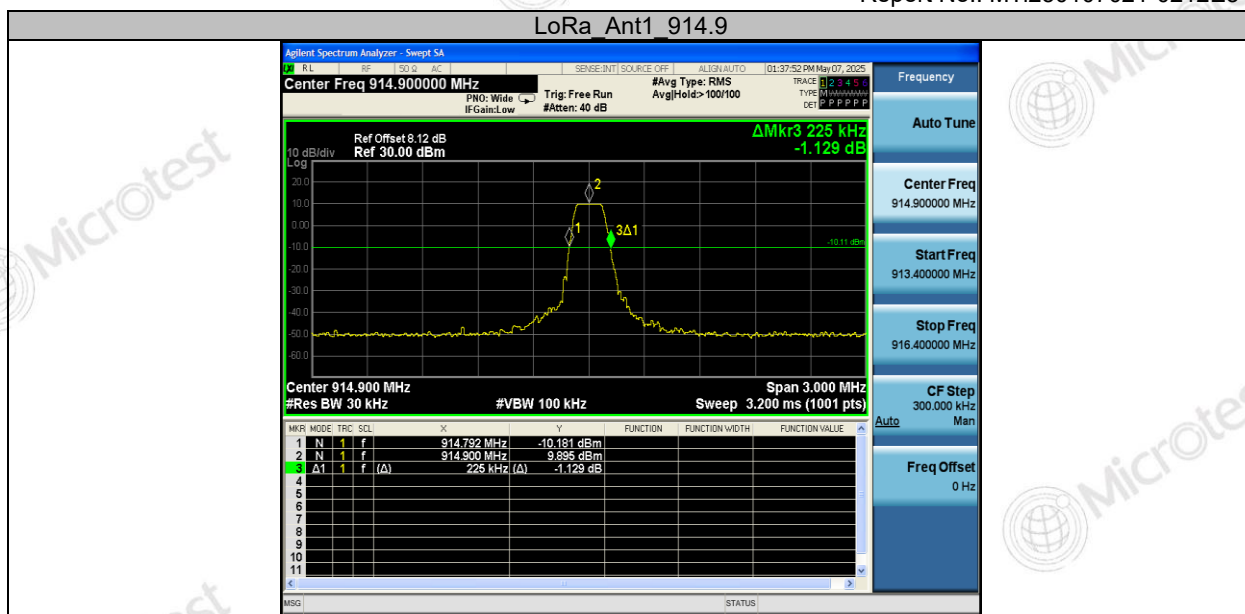 LoRa_Ant1_914.9
Agilent Spectrum Analyzer - Swept SA
RL RF 50 Ω AC SENSE:INT SOURCE OFF ALIGN AUTO 01:37:52 PM May 07, 2025
Center Freq 914.900000 MHz
PNO: Wide
IFGain:Low
Trig: Free Run
#Atten: 40 dB
#Avg Type: RMS
Avg|Hold:>100/100
TRACE 1 2 3 4 5 6
TYPE M
DET P P P P P P
Ref Offset 8.12 dB
10 dB/div Ref 30.00 dBm
Log
ΔMkr3 225 kHz
-1.129 dB
20.0
10.0
0.00
-10.0
-20.0
-30.0
-40.0
-50.0
-60.0
2
1
3Δ1
-10.11 dBm
Center 914.900 MHz Span 3.000 MHz
#Res BW 30 kHz #VBW 100 kHz Sweep 3.200 ms (1001 pts)
MKR MODE TRC SCL X Y FUNCTION FUNCTION WIDTH FUNCTION VALUE
1 N 1 f 914.792 MHz -10.181 dBm
2 N 1 f 914.900 MHz 9.895 dBm
3 Δ1 1 f (Δ) 225 kHz (Δ) -1.129 dB
4
5
6
7
8
9
10
11
MSG STATUS
Frequency
Auto Tune
Center Freq
914.900000 MHz
Start Freq
913.400000 MHz
Stop Freq
916.400000 MHz
CF Step
300.000 kHz
Auto Man
Freq Offset
0 Hz
Microtest
Microtest